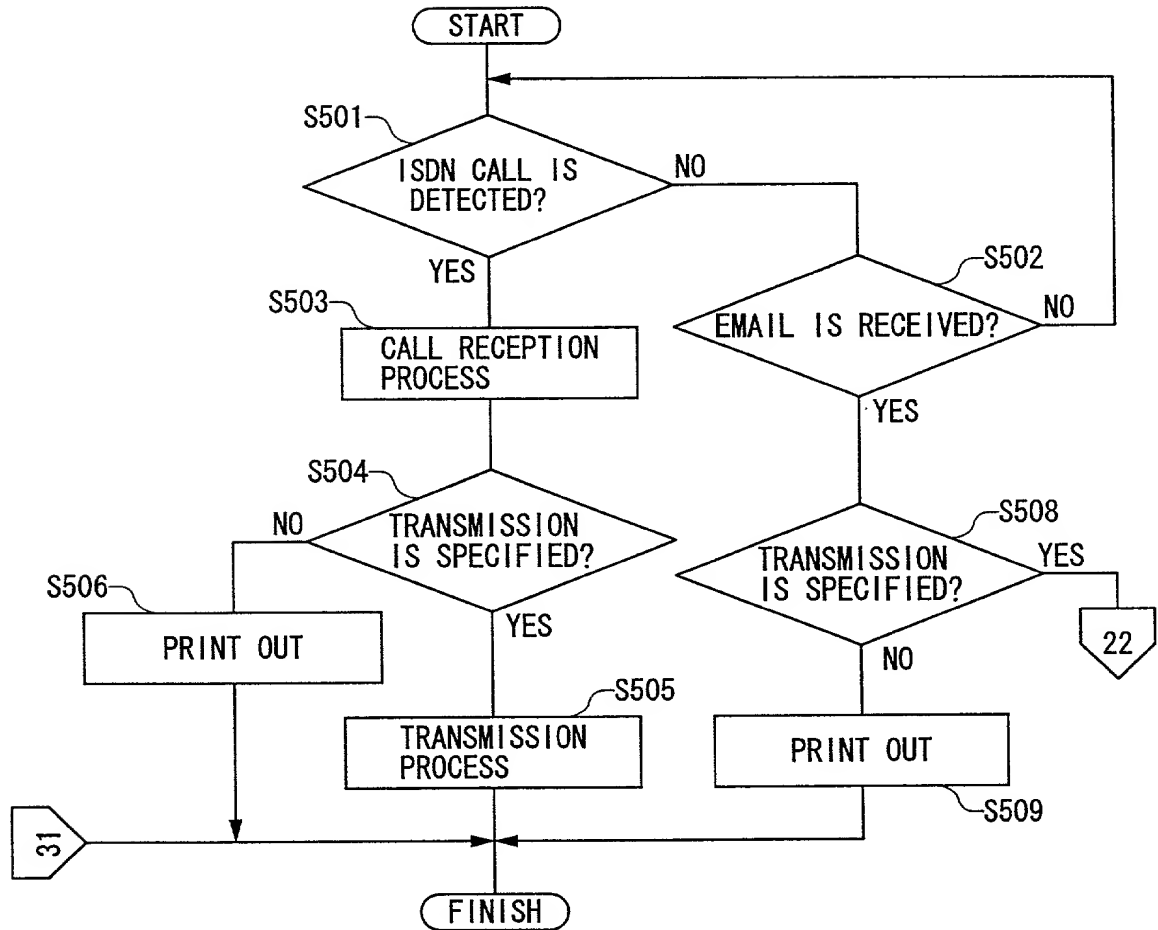 START
S501
ISDN CALL IS
DETECTED?
NO
YES
S502
EMAIL IS RECEIVED?
NO
YES
S503
CALL RECEPTION
PROCESS
S504
TRANSMISSION
IS SPECIFIED?
NO
YES
S508
TRANSMISSION
IS SPECIFIED?
YES
NO
22
S506
PRINT OUT
S505
TRANSMISSION
PROCESS
PRINT OUT
S509
31
FINISH